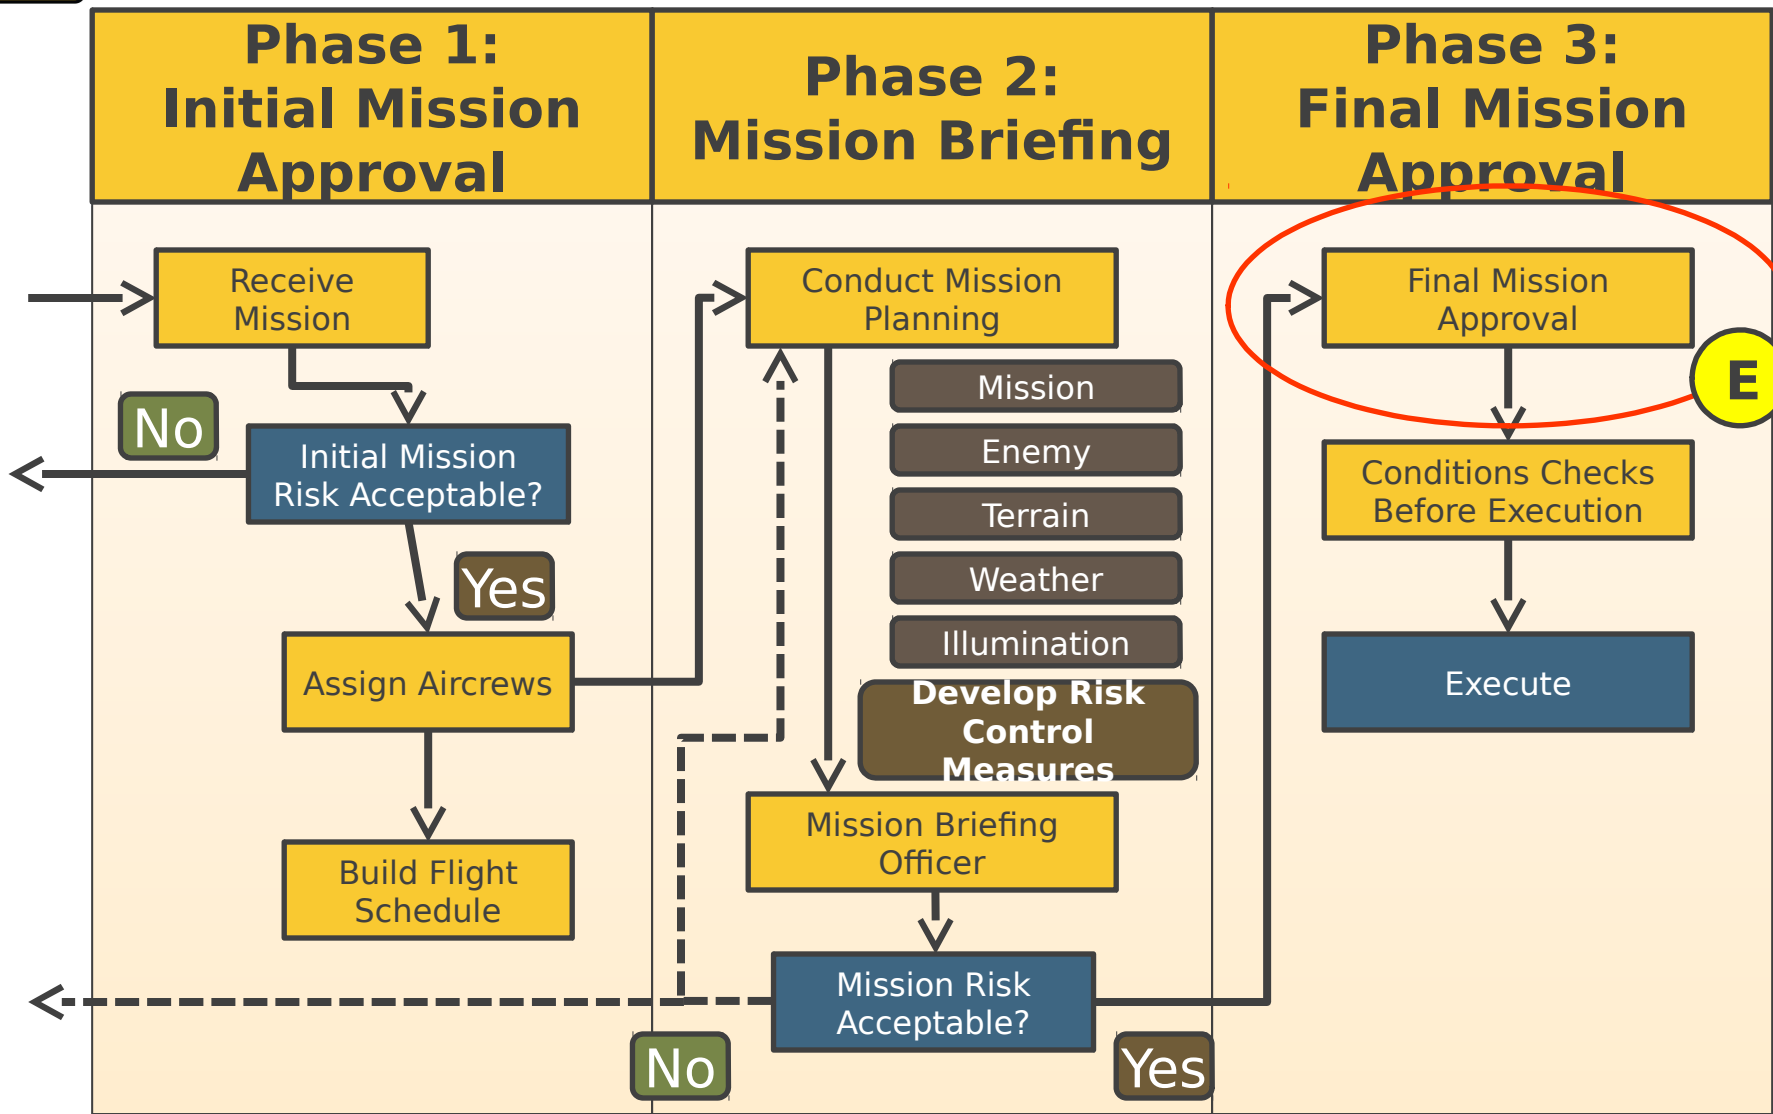 Phase 1:
Initial Mission
Approval
Phase 2:
Mission Briefing
Phase 3:
Final Mission
Approval
Receive
Mission
No
Initial Mission
Risk Acceptable?
Yes
Assign Aircrews
Build Flight
Schedule
Conduct Mission
Planning
Mission
Enemy
Terrain
Weather
Illumination
Develop Risk
Control
Measures
Mission Briefing
Officer
Mission Risk
Acceptable?
No
Yes
Final Mission
Approval
E
Conditions Checks
Before Execution
Execute